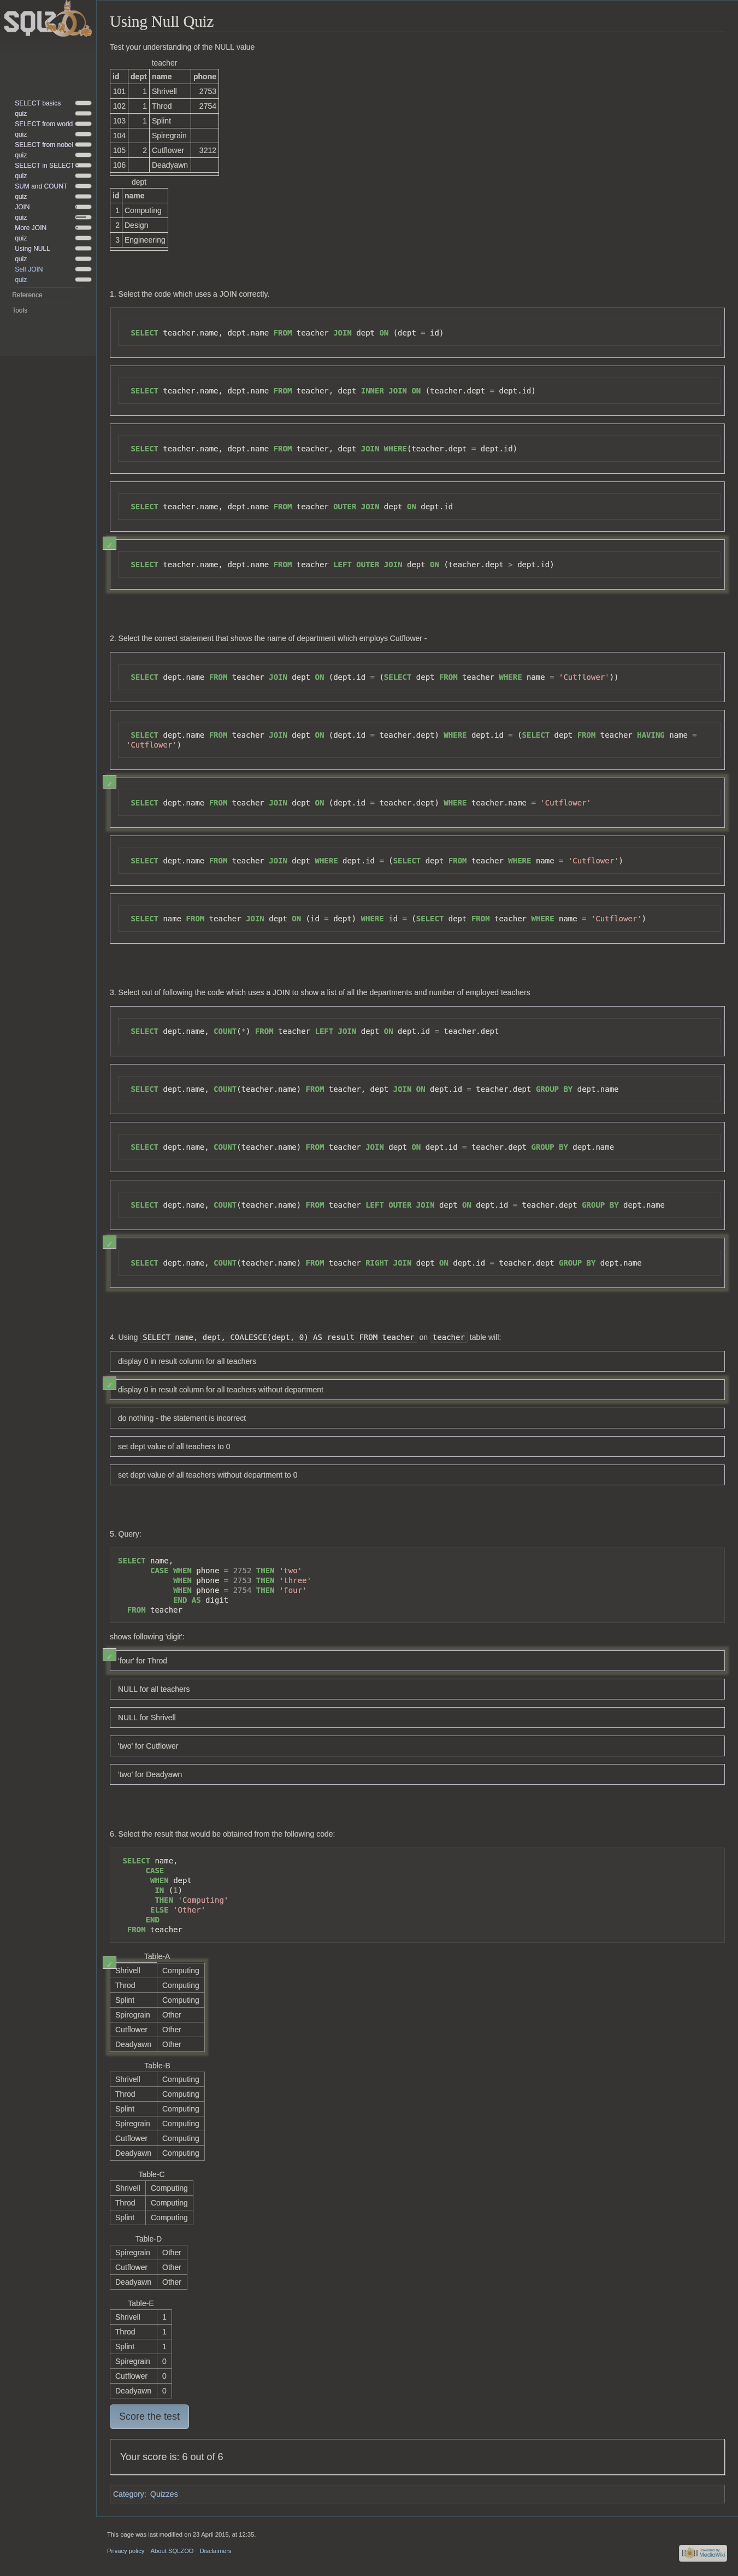 SQLZOO
SELECT basics
quiz
SELECT from world
quiz
SELECT from nobel
quiz
SELECT in SELECT
quiz
SUM and COUNT
quiz
JOIN
quiz
More JOIN
quiz
Using NULL
quiz
Self JOIN
quiz
Reference
Tools
Using Null Quiz
Test your understanding of the NULL value
teacher
id dept name phone
101 1 Shrivell 2753
102 1 Throd 2754
103 1 Splint
104 Spiregrain
105 2 Cutflower 3212
106 Deadyawn
dept
id name
1 Computing
2 Design
3 Engineering
1. Select the code which uses a JOIN correctly.
SELECT teacher.name, dept.name FROM teacher JOIN dept ON (dept = id)
SELECT teacher.name, dept.name FROM teacher, dept INNER JOIN ON (teacher.dept = dept.id)
SELECT teacher.name, dept.name FROM teacher, dept JOIN WHERE(teacher.dept = dept.id)
SELECT teacher.name, dept.name FROM teacher OUTER JOIN dept ON dept.id
SELECT teacher.name, dept.name FROM teacher LEFT OUTER JOIN dept ON (teacher.dept > dept.id)
2. Select the correct statement that shows the name of department which employs Cutflower -
SELECT dept.name FROM teacher JOIN dept ON (dept.id = (SELECT dept FROM teacher WHERE name = 'Cutflower'))
SELECT dept.name FROM teacher JOIN dept ON (dept.id = teacher.dept) WHERE dept.id = (SELECT dept FROM teacher HAVING name =
'Cutflower')
SELECT dept.name FROM teacher JOIN dept ON (dept.id = teacher.dept) WHERE teacher.name = 'Cutflower'
SELECT dept.name FROM teacher JOIN dept WHERE dept.id = (SELECT dept FROM teacher WHERE name = 'Cutflower')
SELECT name FROM teacher JOIN dept ON (id = dept) WHERE id = (SELECT dept FROM teacher WHERE name = 'Cutflower')
3. Select out of following the code which uses a JOIN to show a list of all the departments and number of employed teachers
SELECT dept.name, COUNT(*) FROM teacher LEFT JOIN dept ON dept.id = teacher.dept
SELECT dept.name, COUNT(teacher.name) FROM teacher, dept JOIN ON dept.id = teacher.dept GROUP BY dept.name
SELECT dept.name, COUNT(teacher.name) FROM teacher JOIN dept ON dept.id = teacher.dept GROUP BY dept.name
SELECT dept.name, COUNT(teacher.name) FROM teacher LEFT OUTER JOIN dept ON dept.id = teacher.dept GROUP BY dept.name
SELECT dept.name, COUNT(teacher.name) FROM teacher RIGHT JOIN dept ON dept.id = teacher.dept GROUP BY dept.name
4. Using SELECT name, dept, COALESCE(dept, 0) AS result FROM teacher on teacher table will:
display 0 in result column for all teachers
display 0 in result column for all teachers without department
do nothing - the statement is incorrect
set dept value of all teachers to 0
set dept value of all teachers without department to 0
5. Query:
SELECT name,
CASE WHEN phone = 2752 THEN 'two'
WHEN phone = 2753 THEN 'three'
WHEN phone = 2754 THEN 'four'
END AS digit
FROM teacher
shows following 'digit':
'four' for Throd
NULL for all teachers
NULL for Shrivell
'two' for Cutflower
'two' for Deadyawn
6. Select the result that would be obtained from the following code:
SELECT name,
CASE
WHEN dept
IN (1)
THEN 'Computing'
ELSE 'Other'
END
FROM teacher
Table-A
Shrivell Computing
Throd Computing
Splint Computing
Spiregrain Other
Cutflower Other
Deadyawn Other
Table-B
Shrivell Computing
Throd Computing
Splint Computing
Spiregrain Computing
Cutflower Computing
Deadyawn Computing
Table-C
Shrivell Computing
Throd Computing
Splint Computing
Table-D
Spiregrain Other
Cutflower Other
Deadyawn Other
Table-E
Shrivell 1
Throd 1
Splint 1
Spiregrain 0
Cutflower 0
Deadyawn 0
Score the test
Your score is: 6 out of 6
Category: Quizzes
This page was last modified on 23 April 2015, at 12:35.
Privacy policy About SQLZOO Disclaimers
Powered By
MediaWiki